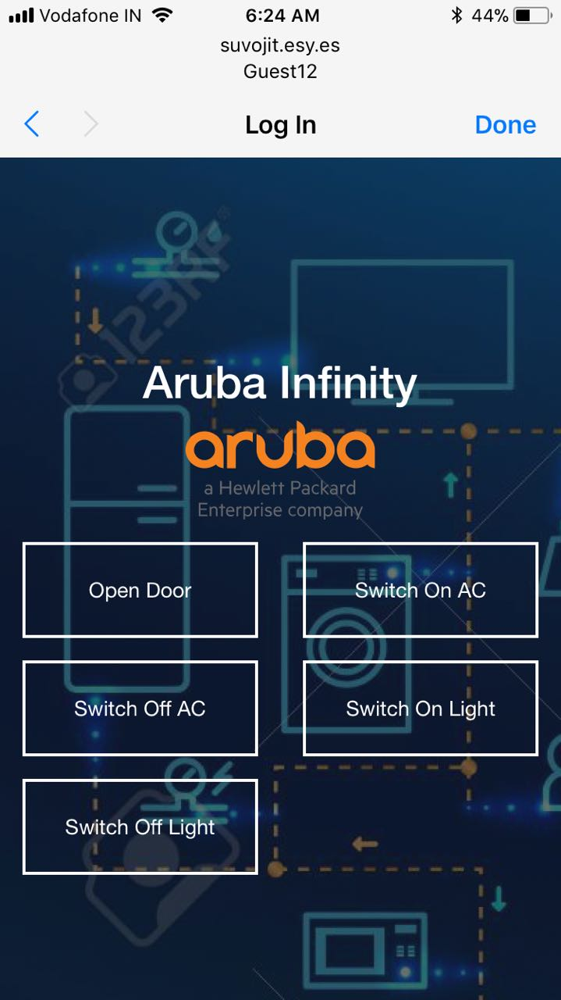 Vodafone IN 6:24 AM 44%
suvojit.esy.es
Guest12
Log In Done
123RF®
Aruba Infinity
aruba
a Hewlett Packard
Enterprise company
Open Door Switch On AC
Switch Off AC Switch On Light
Switch Off Light